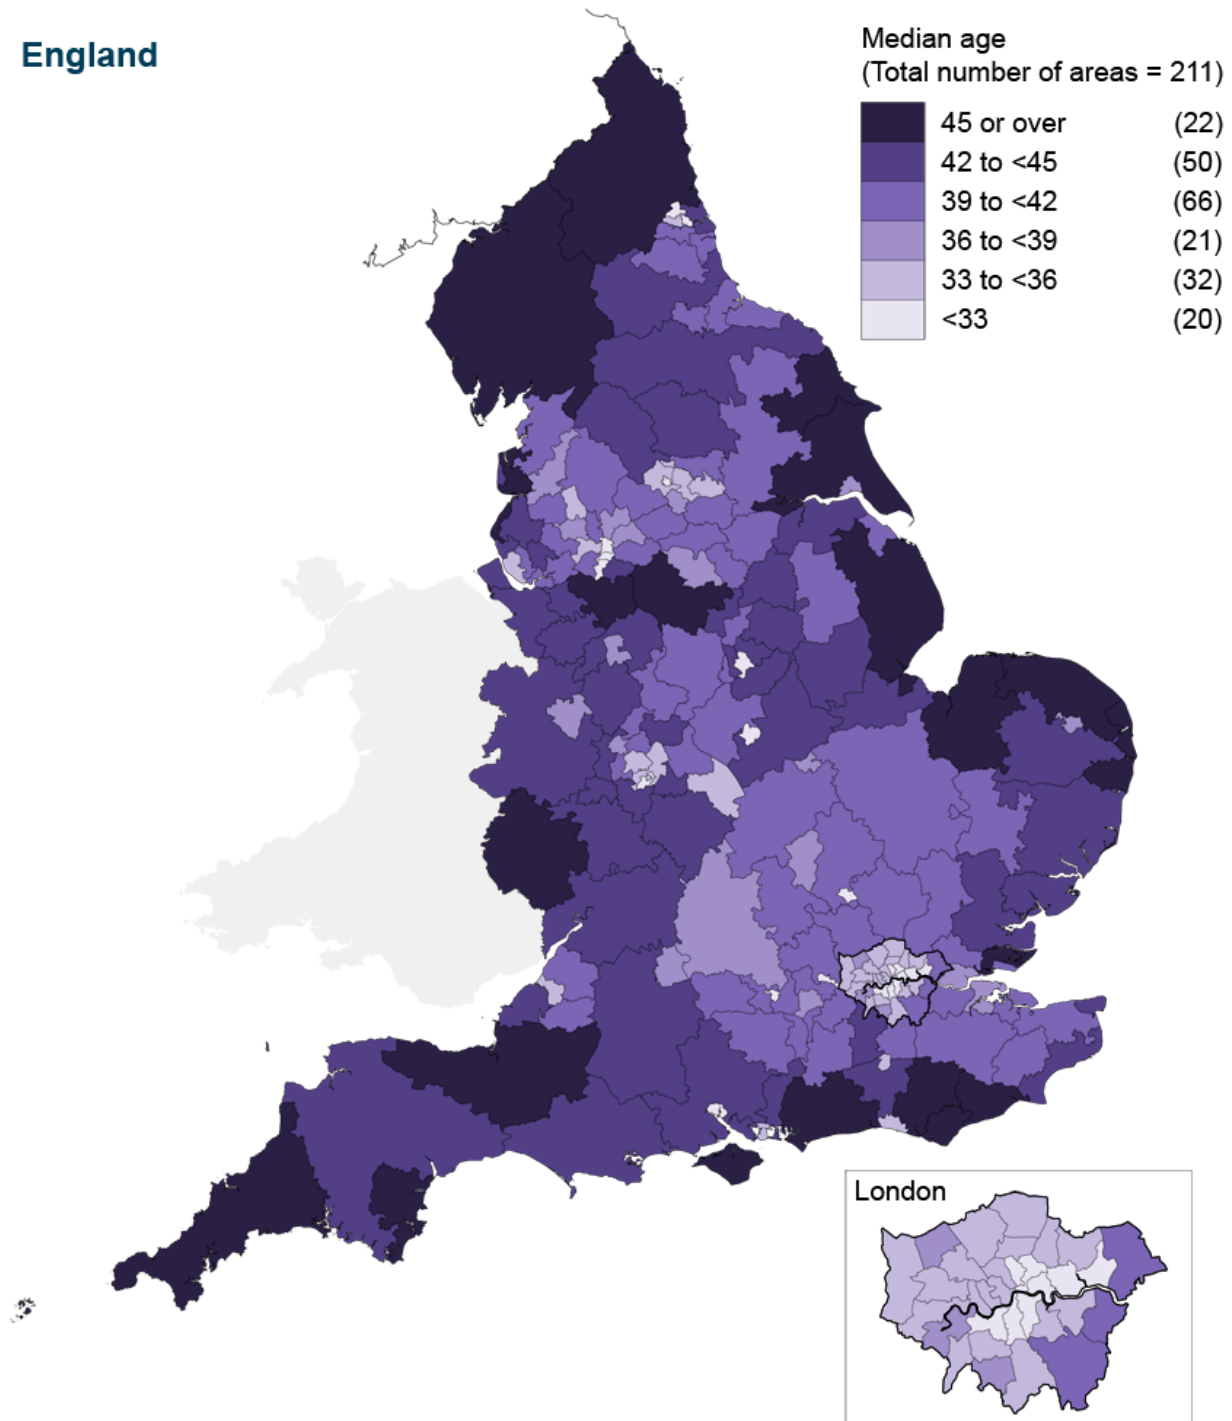 England
Median age
(Total number of areas = 211)
45 or over (22)
42 to <45 (50)
39 to <42 (66)
36 to <39 (21)
33 to <36 (32)
<33 (20)
London